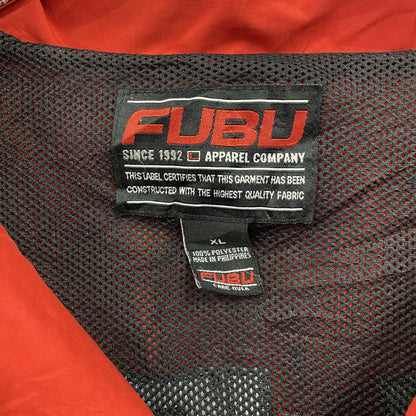 FUBU
SINCE 1992 APPAREL COMPANY
THIS LABEL CERTIFIES THAT THIS GARMENT HAS BEEN
CONSTRUCTED WITH THE HIGHEST QUALITY FABRIC
XL
100% POLYESTER
MADE IN PHILIPPINES
FUBU